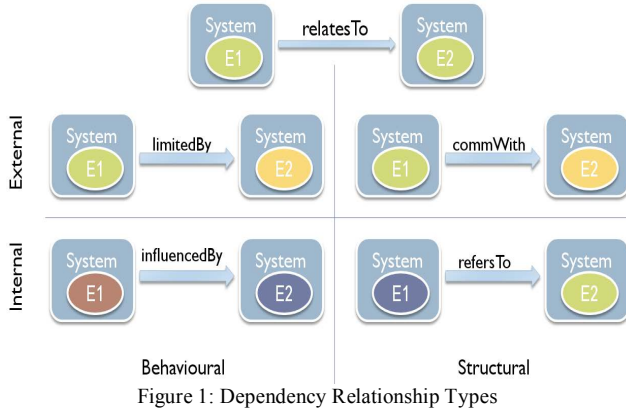 System relatesTo System
E1 E2
External
System limitedBy System
E1 E2
System commWith System
E1 E2
Internal
System influencedBy System
E1 E2
System refersTo System
E1 E2
Behavioural Structural
Figure 1: Dependency Relationship Types